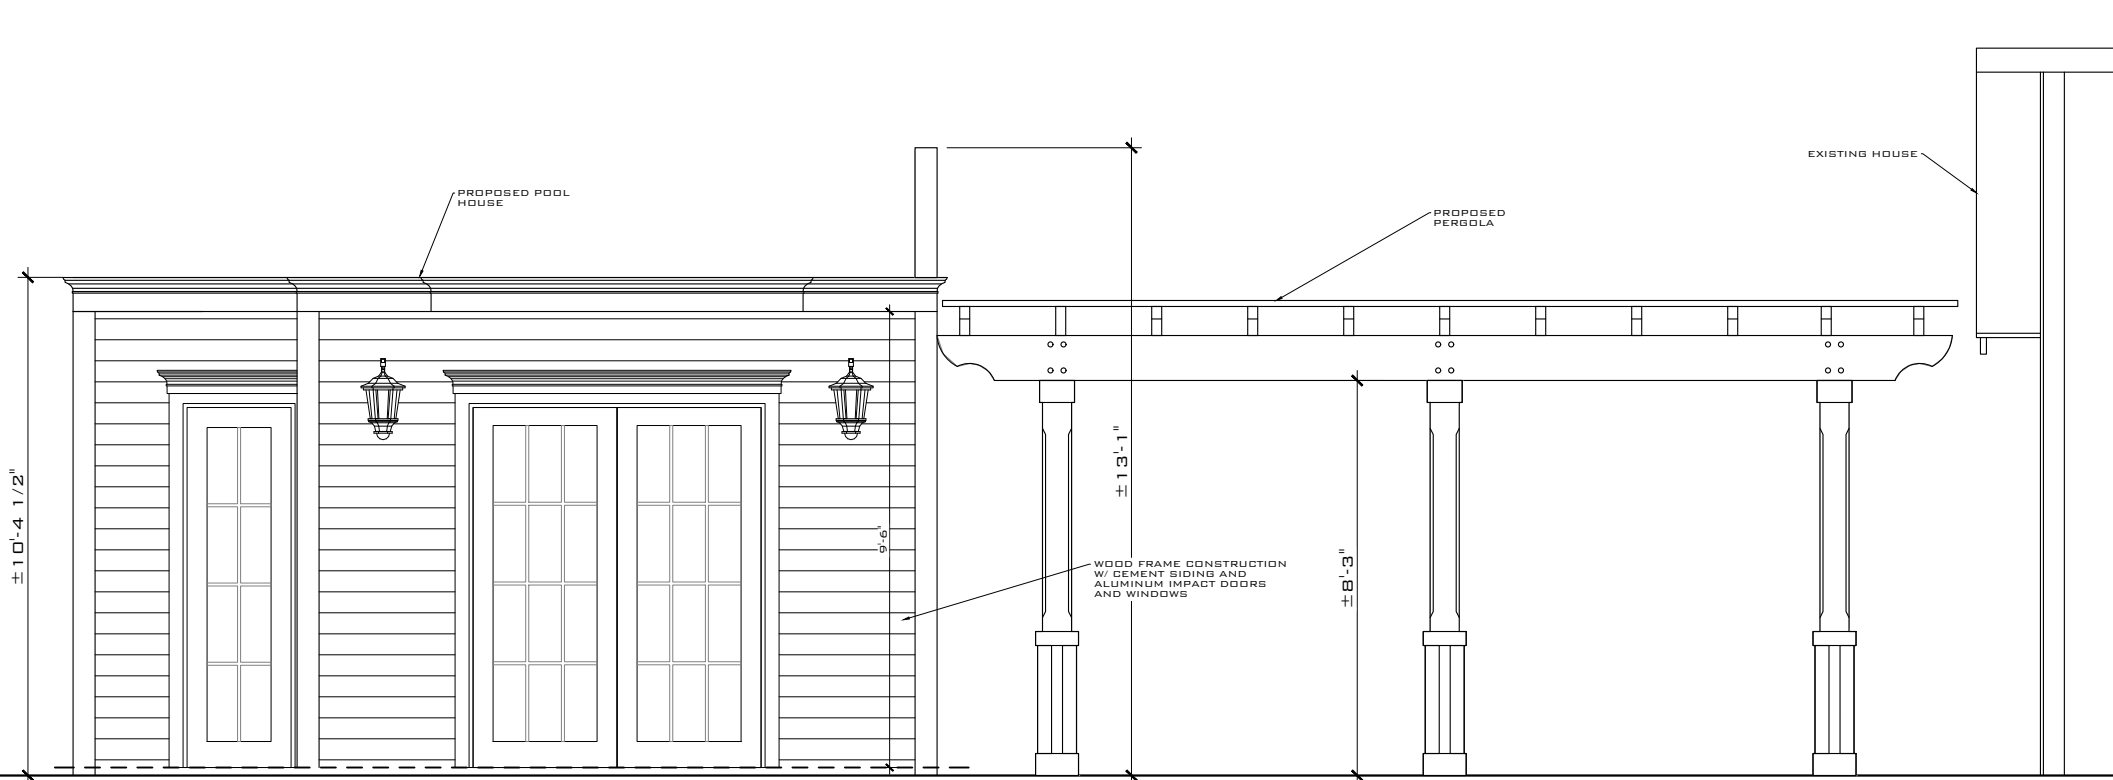 EXISTING HOUSE
PROPOSED POOL
HOUSE
PROPOSED
PERGOLA
±10'-4 1/2"
±13'-1"
9'-6"
±8'-3"
WOOD FRAME CONSTRUCTION
W/ CEMENT SIDING AND
ALUMINUM IMPACT DOORS
AND WINDOWS